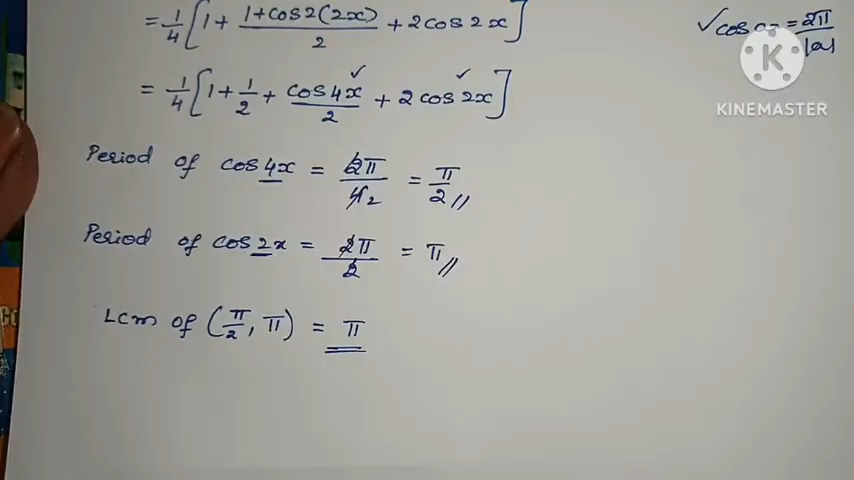 = 1/4 [1 + (1+cos2(2x))/2 + 2cos2x]
✓cos = 2π/|a|
K
KINEMASTER
= 1/4 [1 + 1/2 + cos4x/2 + 2cos2x]
Period of cos4x = 2π/4 2 = π/2 //
Period of cos2x = 2π/2 = π //
Lcm of (π/2, π) = π